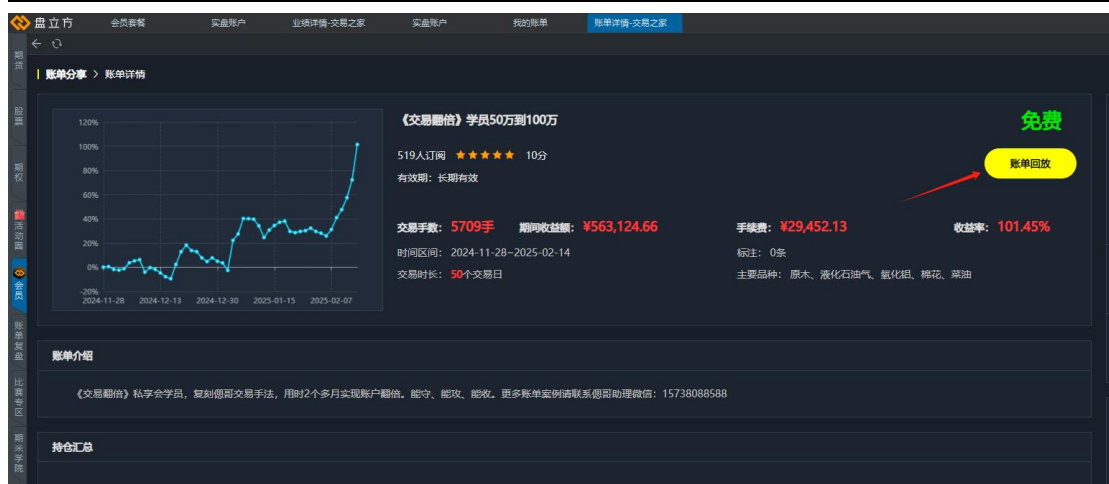 盘立方 会员套餐 实盘账户 业绩详情-交易之家 实盘账户 我的账单 账单详情-交易之家
账单分享 > 账单详情
期货
股票
期权
活动圈
会员
账单复盘
比赛专区
期米学院
120%
100%
80%
60%
40%
20%
0%
-20%
2024-11-28 2024-12-13 2024-12-30 2025-01-15 2025-02-07
《交易翻倍》学员50万到100万
免费
519人订阅 ★★★★★ 10分
账单回放
有效期：长期有效
交易手数：5709手 期间收益额：¥563,124.66 手续费：¥29,452.13 收益率：101.45%
时间区间：2024-11-28~2025-02-14 标注：0条
交易时长：50个交易日 主要品种：原木、液化石油气、氧化铝、棉花、菜油
账单介绍
《交易翻倍》私享会学员，复刻倜哥交易手法，用时2个多月实现账户翻倍。能守、能攻、能收。更多账单案例请联系倜哥助理微信：15738088588
持仓汇总